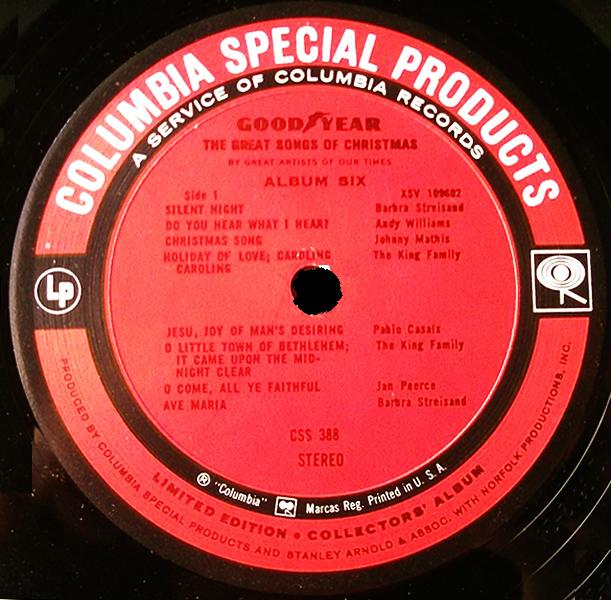 COLUMBIA SPECIAL PRODUCTS
A SERVICE OF COLUMBIA RECORDS
GOODYEAR
THE GREAT SONGS OF CHRISTMAS
BY GREAT ARTISTS OF OUR TIMES
ALBUM SIX
Side 1 XSV 109602
SILENT NIGHT Barbra Streisand
DO YOU HEAR WHAT I HEAR? Andy Williams
CHRISTMAS SONG Johnny Mathis
HOLIDAY OF LOVE; CAROLING The King Family
CAROLING
LP
JESU, JOY OF MAN'S DESIRING Pablo Casals
O LITTLE TOWN OF BETHLEHEM; The King Family
IT CAME UPON THE MID-
NIGHT CLEAR
O COME, ALL YE FAITHFUL Jan Peerce
AVE MARIA Barbra Streisand
CSS 388
STEREO
® "Columbia" Marcas Reg. Printed in U. S. A.
LIMITED EDITION • COLLECTORS' ALBUM
PRODUCED BY COLUMBIA SPECIAL PRODUCTS AND STANLEY ARNOLD & ASSOC. WITH NORFOLK PRODUCTIONS, INC.